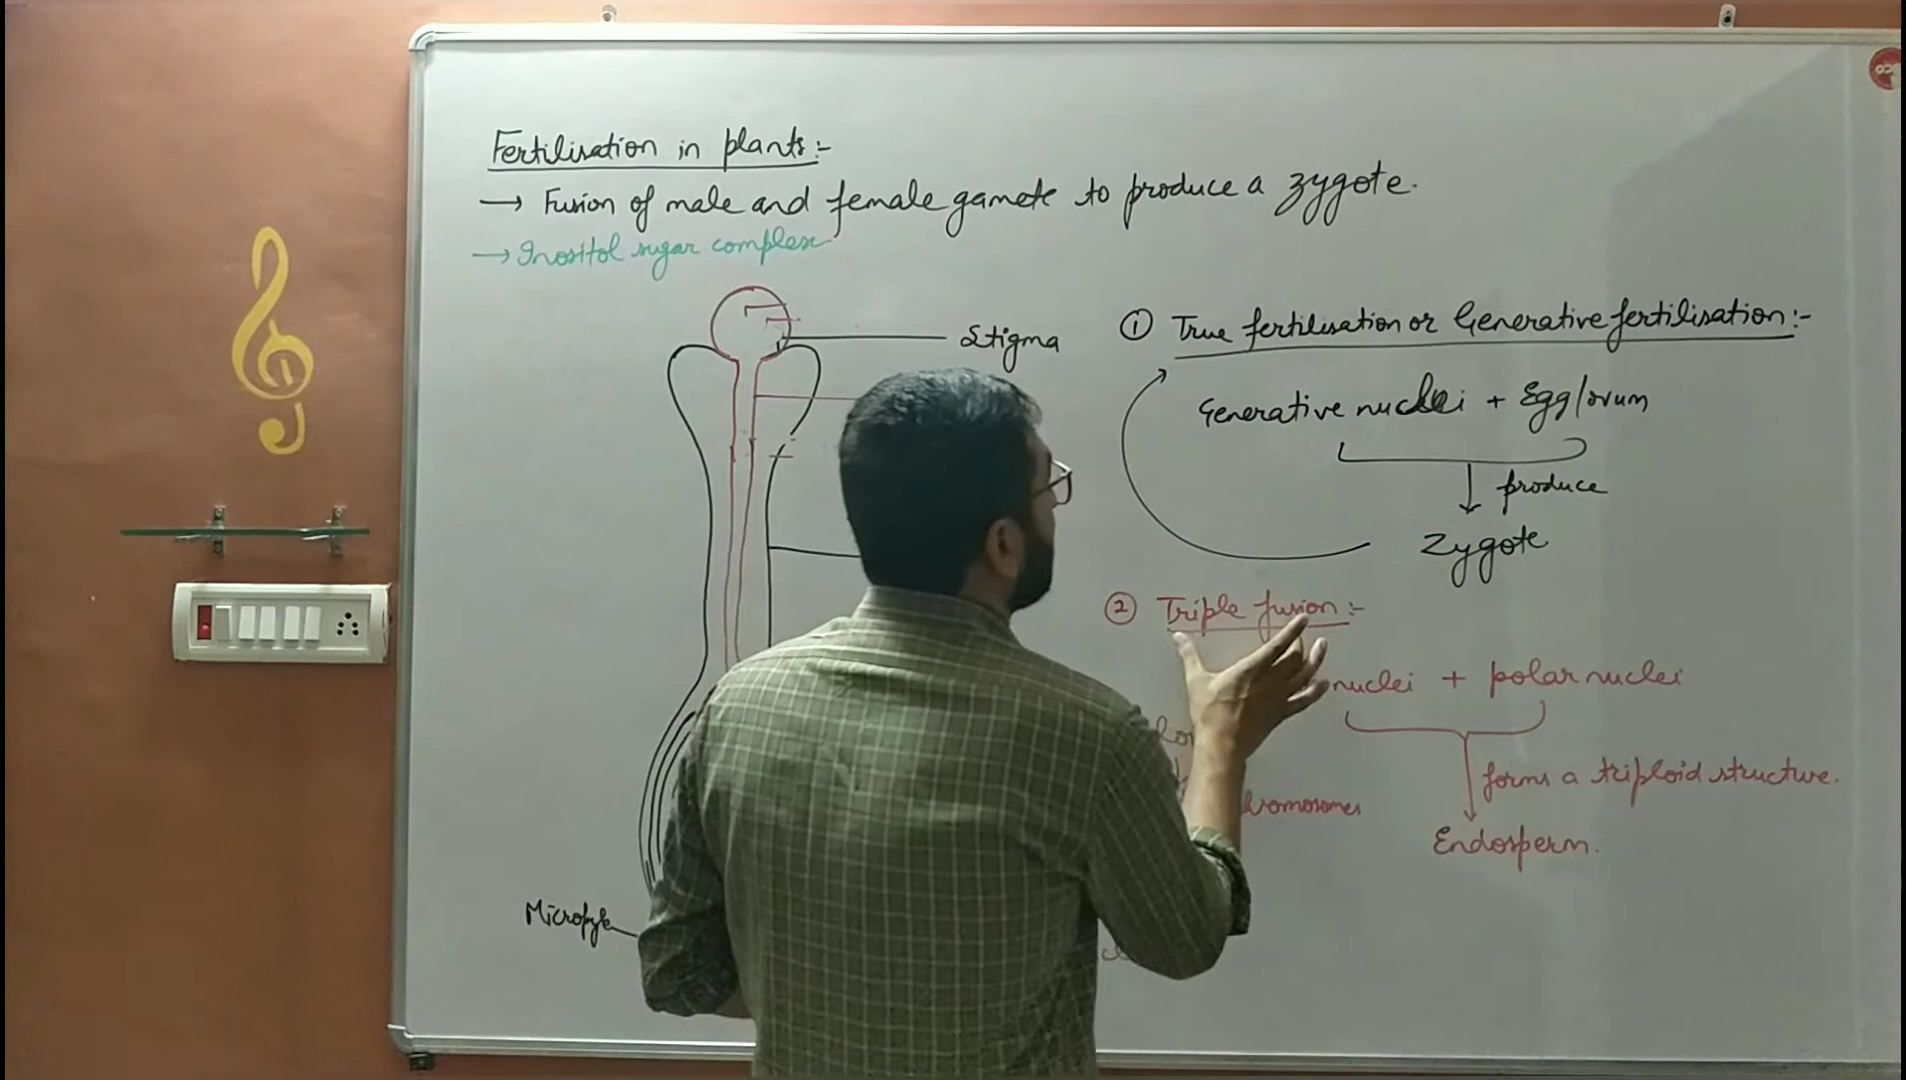 Fertilisation in plants:-
→ Fusion of male and female gamete to produce a zygote.
→ Inositol sugar complex
Stigma
① True fertilisation or Generative fertilisation:-
Generative nuclei + Egg/ovum
produce
Zygote
② Triple fusion:-
nuclei + polar nuclei
forms a triploid structure.
Endosperm.
Micropyle